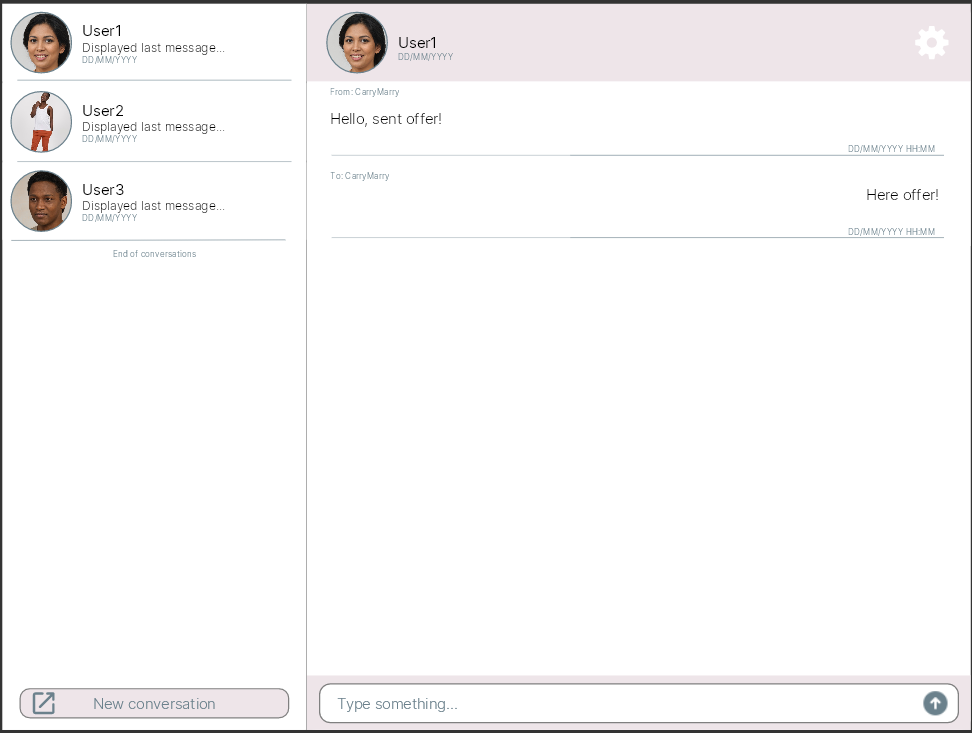 User1
Displayed last message...
DD/MM/YYYY
User2
Displayed last message...
DD/MM/YYYY
User3
Displayed last message...
DD/MM/YYYY
End of conversations
New conversation
User1
DD/MM/YYYY
From: CarryMarry
Hello, sent offer!
DD/MM/YYYY HH:MM
To: CarryMarry
Here offer!
DD/MM/YYYY HH:MM
Type something...